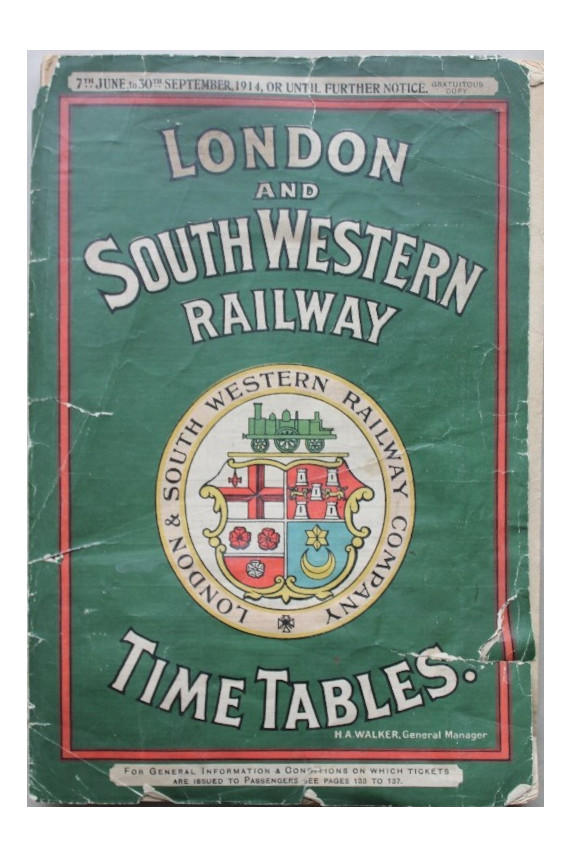 7TH JUNE, to 30TH SEPTEMBER, 1914, OR UNTIL FURTHER NOTICE. GRATUITOUS COPY
LONDON
AND
SOUTH WESTERN
RAILWAY
LONDON & SOUTH WESTERN RAILWAY COMPANY
TIME TABLES.
H.A. WALKER, General Manager
FOR GENERAL INFORMATION & CONDITIONS ON WHICH TICKETS
ARE ISSUED TO PASSENGERS SEE PAGES 133 TO 137.